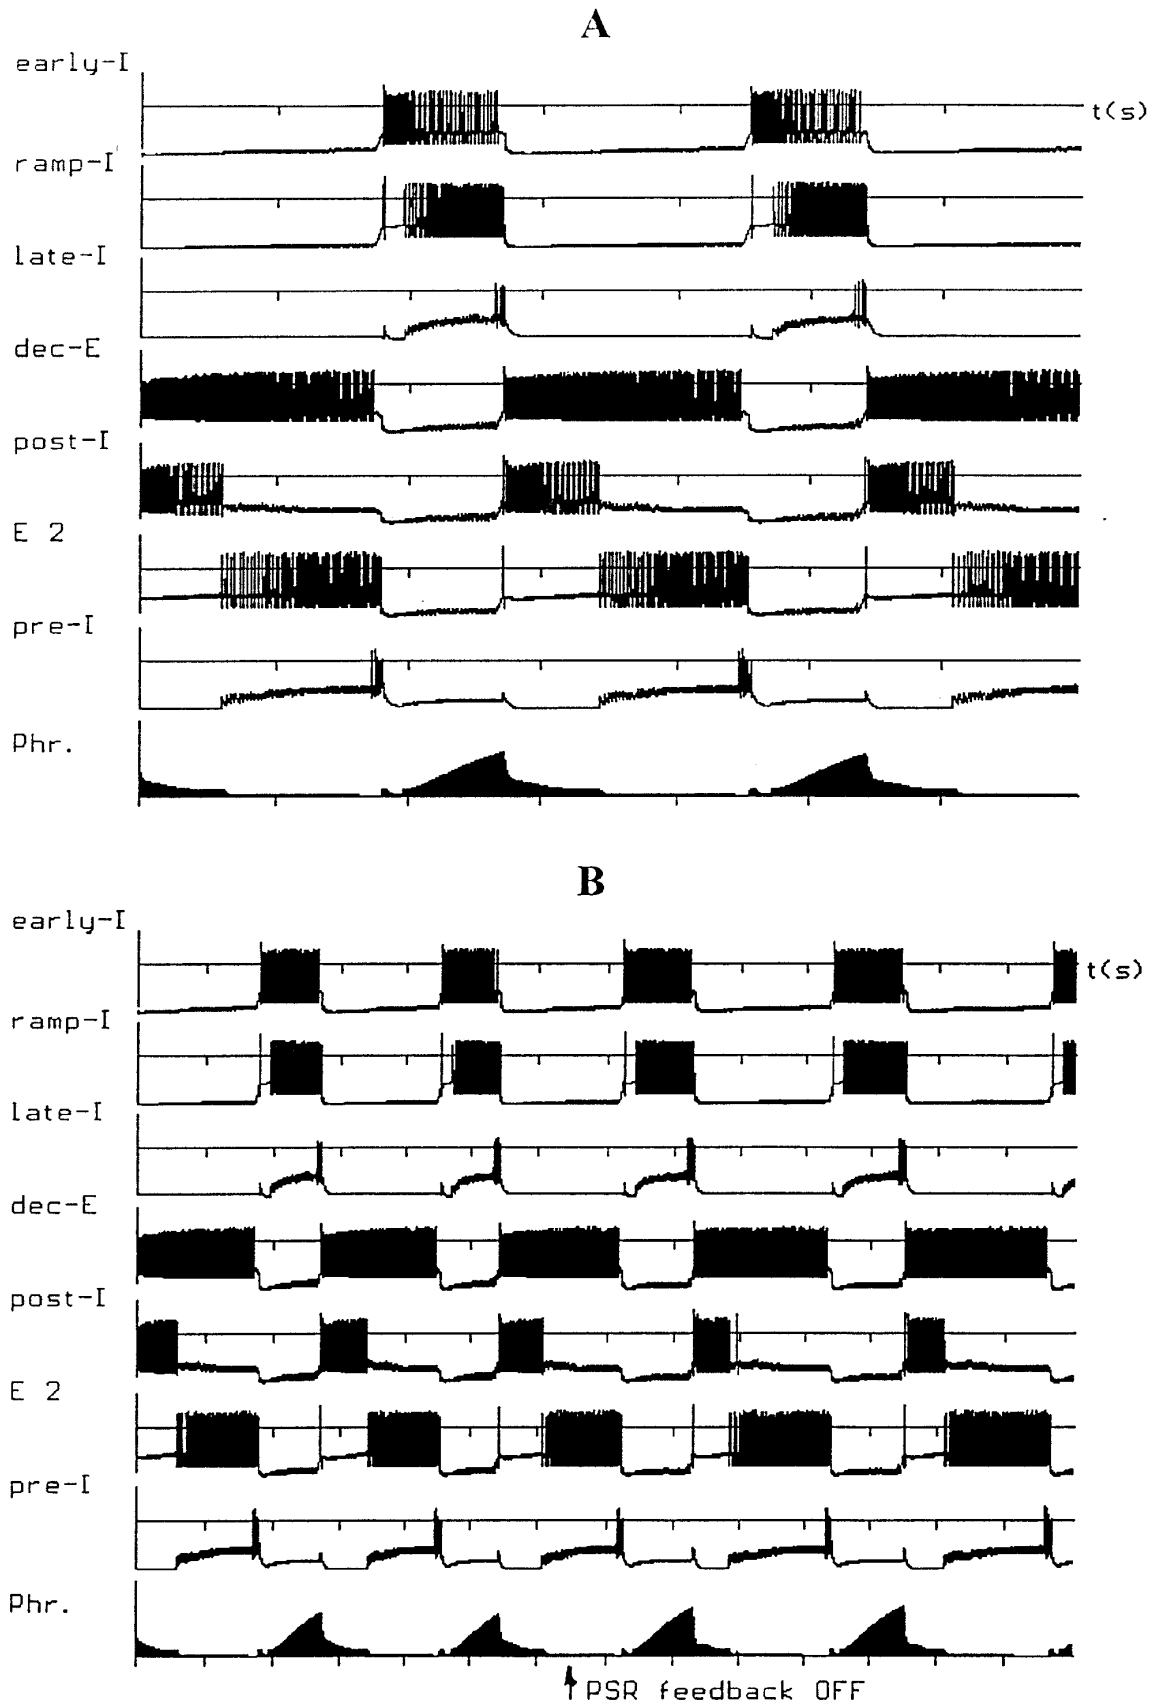 A
early-I
t(s)
ramp-I
late-I
dec-E
post-I
E 2
pre-I
Phr.
B
early-I
t(s)
ramp-I
late-I
dec-E
post-I
E 2
pre-I
Phr.
PSR feedback OFF